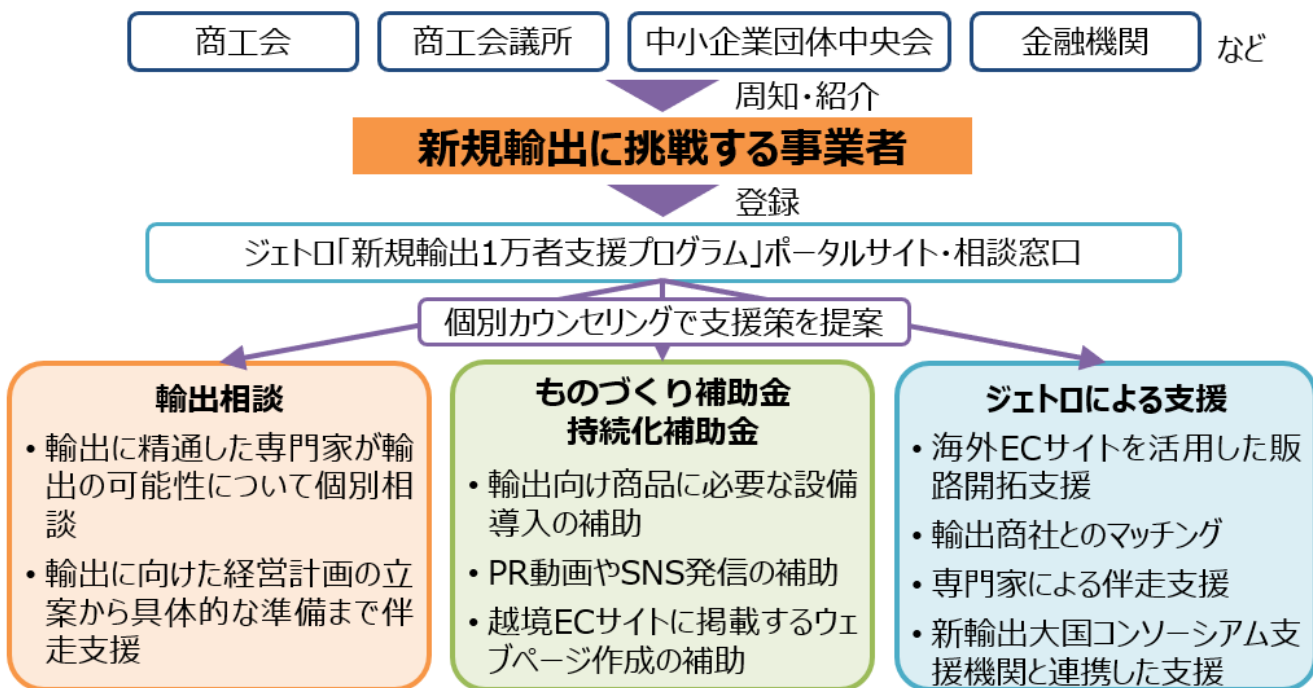 商工会
商工会議所
中小企業団体中央会
金融機関
など
周知・紹介
新規輸出に挑戦する事業者
登録
ジェトロ「新規輸出1万者支援プログラム」ポータルサイト・相談窓口
個別カウンセリングで支援策を提案
輸出相談
・輸出に精通した専門家が輸
出の可能性について個別相
談
・輸出に向けた経営計画の立
案から具体的な準備まで伴
走支援
ものづくり補助金
持続化補助金
・輸出向け商品に必要な設備
導入の補助
・PR動画やSNS発信の補助
・越境ECサイトに掲載するウェ
ブページ作成の補助
ジェトロによる支援
・海外ECサイトを活用した販
路開拓支援
・輸出商社とのマッチング
・専門家による伴走支援
・新輸出大国コンソーシアム支
援機関と連携した支援